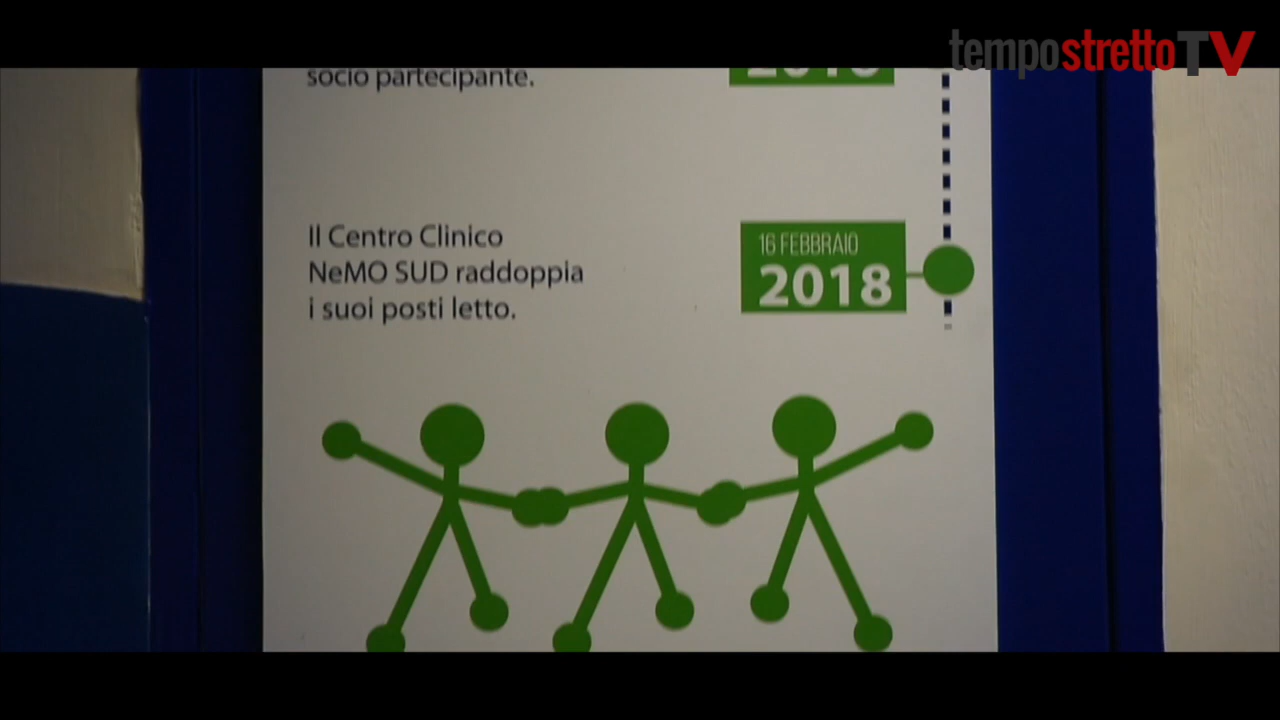 tempostrettoTV
socio partecipante.
Il Centro Clinico
NeMO SUD raddoppia
i suoi posti letto.
16 FEBBRAIO
2018